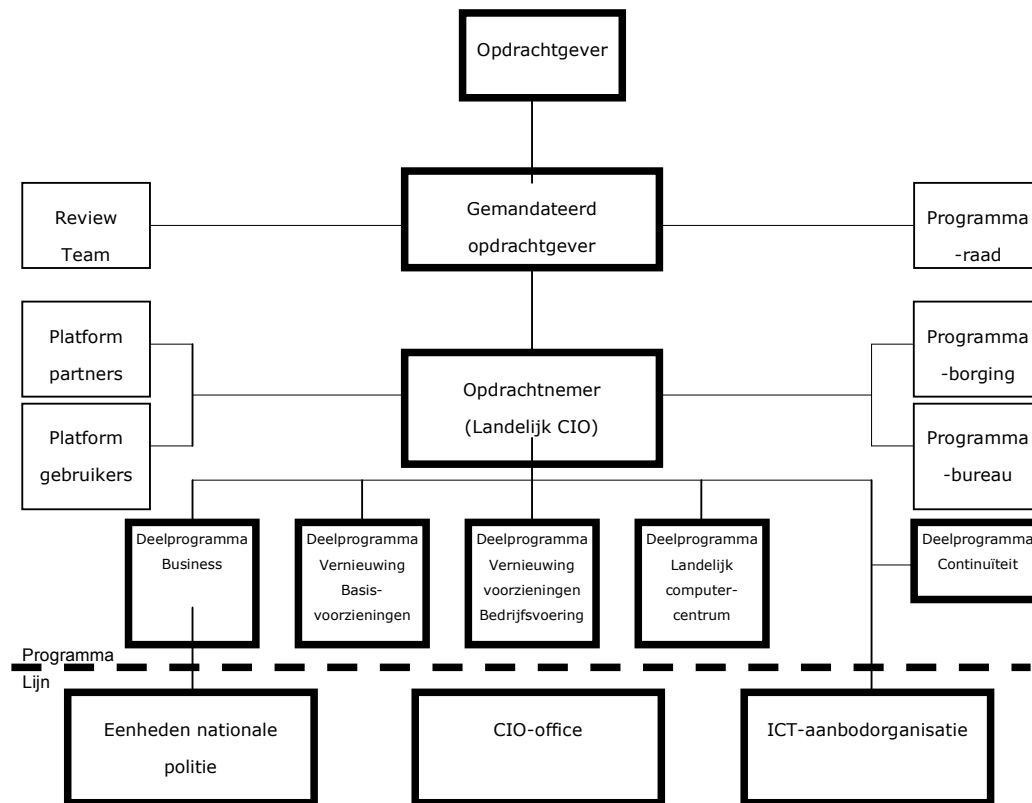 Opdrachtgever
Gemandateerd
opdrachtgever
Review
Team
Programma
-raad
Platform
partners
Platform
gebruikers
Opdrachtnemer
(Landelijk CIO)
Programma
-borging
Programma
-bureau
Deelprogramma
Business
Deelprogramma
Vernieuwing
Basis-
voorzieningen
Deelprogramma
Vernieuwing
voorzieningen
Bedrijfsvoering
Deelprogramma
Landelijk
computer-
centrum
Deelprogramma
Continuïteit
Programma
Lijn
Eenheden nationale
politie
CIO-office
ICT-aanbodorganisatie